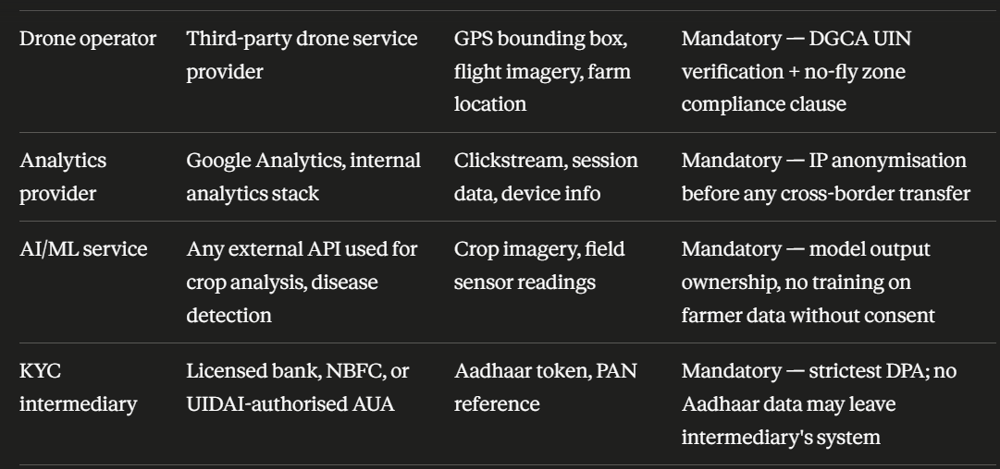 Drone operator
Third-party drone service
provider
GPS bounding box,
flight imagery, farm
location
Mandatory — DGCA UIN
verification + no-fly zone
compliance clause
Analytics
provider
Google Analytics, internal
analytics stack
Clickstream, session
data, device info
Mandatory — IP anonymisation
before any cross-border transfer
AI/ML service
Any external API used for
crop analysis, disease
detection
Crop imagery, field
sensor readings
Mandatory — model output
ownership, no training on
farmer data without consent
KYC
intermediary
Licensed bank, NBFC, or
UIDAI-authorised AUA
Aadhaar token, PAN
reference
Mandatory — strictest DPA; no
Aadhaar data may leave
intermediary's system